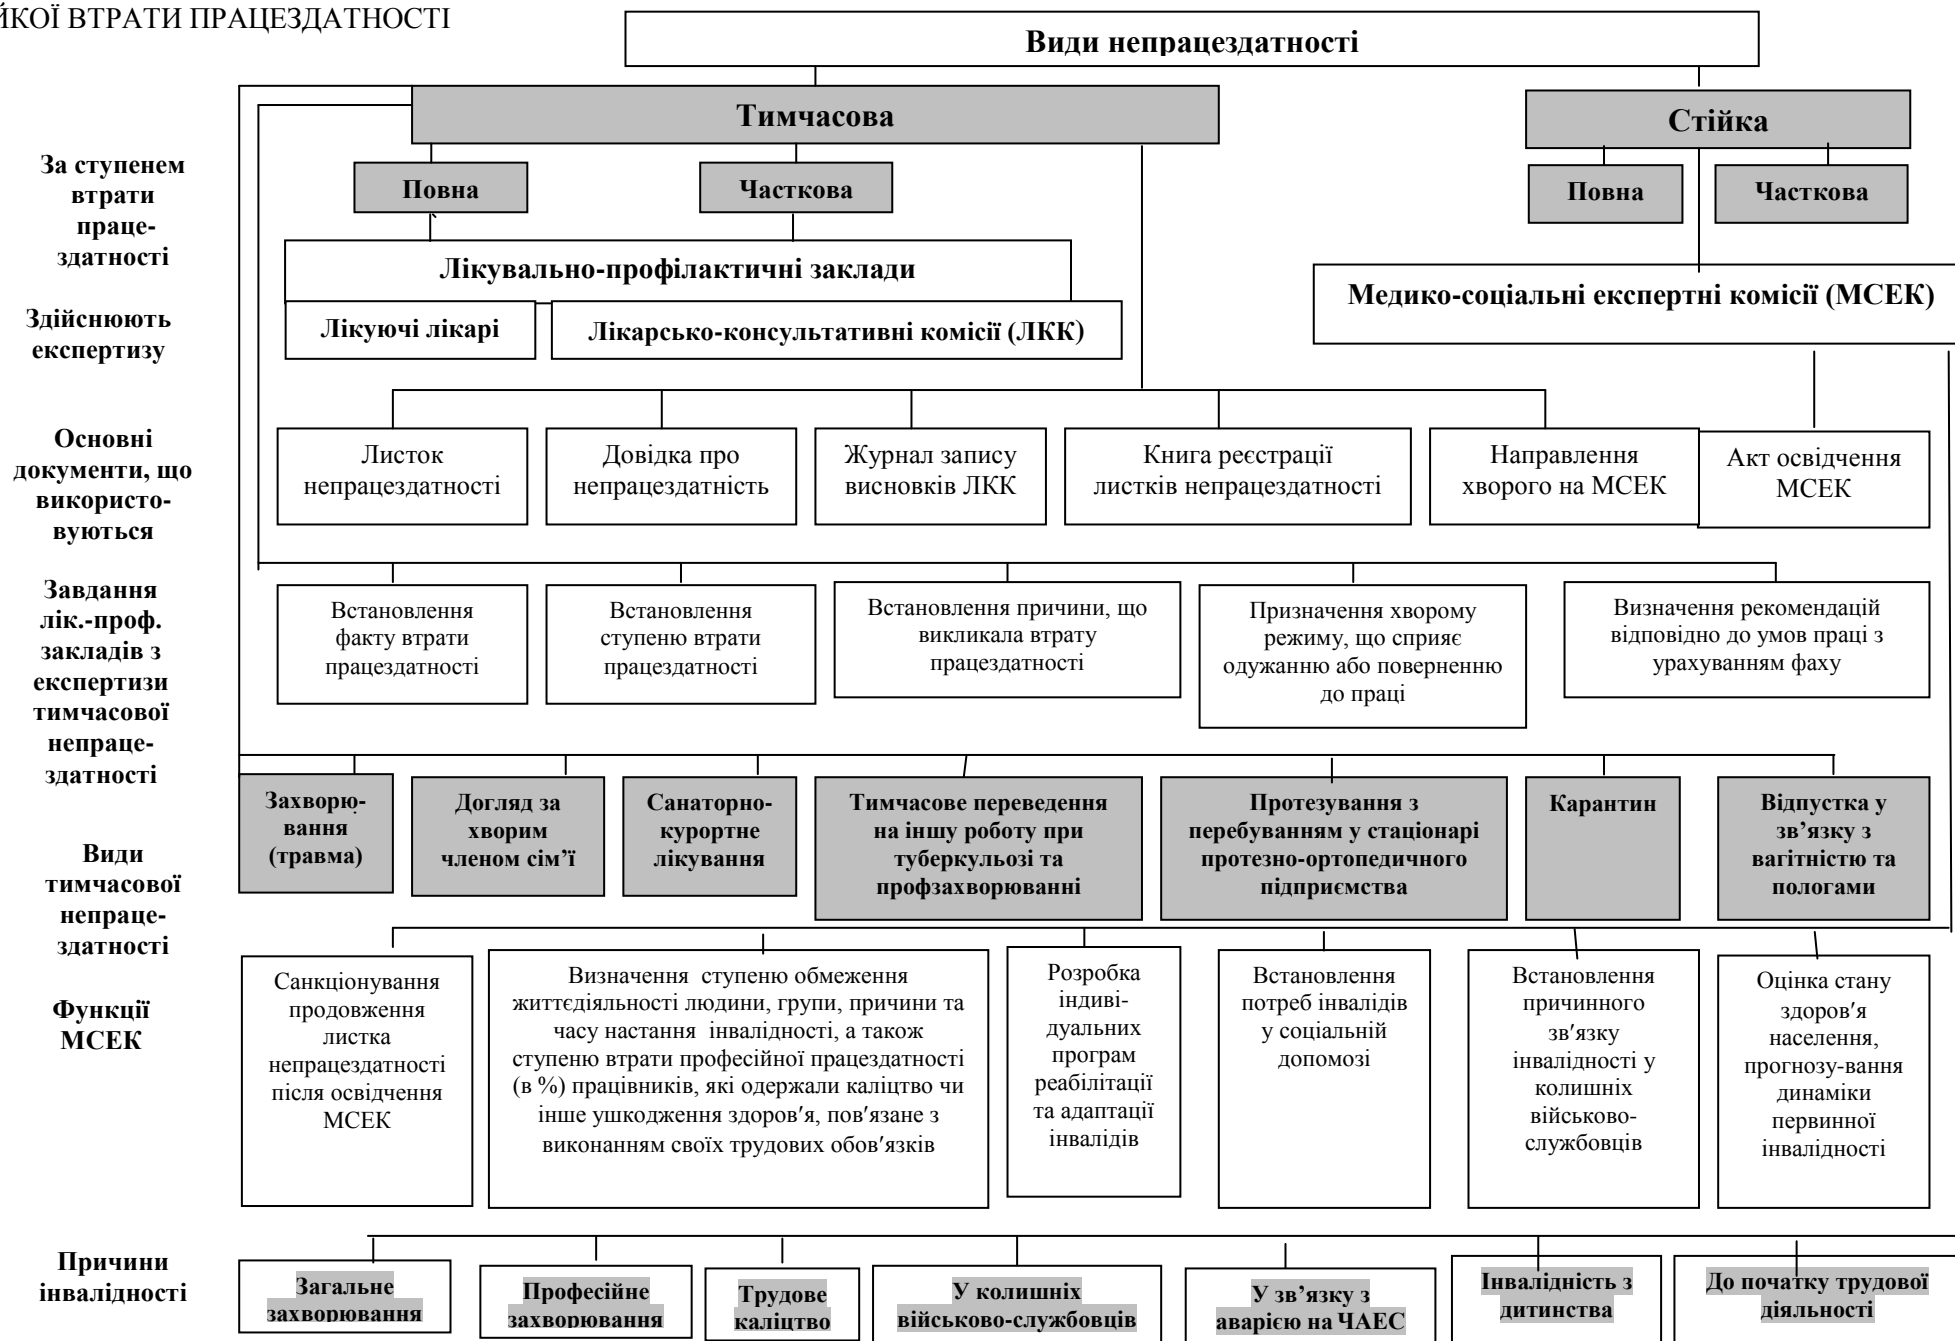 ЙКОЇ ВТРАТИ ПРАЦЕЗДАТНОСТІ
Види непрацездатності
Тимчасова
Стійка
За ступенем
втрати
праце-
здатності
Повна
Часткова
Повна
Часткова
Лікувально-профілактичні заклади
Медико-соціальні експертні комісії (МСЕК)
Здійснюють
експертизу
Лікуючі лікарі
Лікарсько-консультативні комісії (ЛКК)
Основні
документи, що
використо-
вуються
Листок
непрацездатності
Довідка про
непрацездатність
Журнал запису
висновків ЛКК
Книга реєстрації
листків непрацездатності
Направлення
хворого на МСЕК
Акт освідчення
МСЕК
Завдання
лік.-проф.
закладів з
експертизи
тимчасової
непраце-
здатності
Встановлення
факту втрати
працездатності
Встановлення
ступеню втрати
працездатності
Встановлення причини, що
викликала втрату
працездатності
Призначення хворому
режиму, що сприяє
одужанню або поверненню
до праці
Визначення рекомендацій
відповідно до умов праці з
урахуванням фаху
Види
тимчасової
непраце-
здатності
Захворю-
вання
(травма)
Догляд за
хворим
членом сім’ї
Санаторно-
курортне
лікування
Тимчасове переведення
на іншу роботу при
туберкульозі та
профзахворюванні
Протезування з
перебуванням у стаціонарі
протезно-ортопедичного
підприємства
Карантин
Відпустка у
зв’язку з
вагітністю та
пологами
Функції
МСЕК
Санкціонування
продовження
листка
непрацездатності
після освідчення
МСЕК
Визначення ступеню обмеження
життєдіяльності людини, групи, причини та
часу настання інвалідності, а також
ступеню втрати професійної працездатності
(в %) працівників, які одержали каліцтво чи
інше ушкодження здоров'я, пов'язане з
виконанням своїх трудових обов'язків
Розробка
індиві-
дуальних
програм
реабілітації
та адаптації
інвалідів
Встановлення
потреб інвалідів
у соціальній
допомозі
Встановлення
причинного
зв'язку
інвалідності у
колишніх
військово-
службовців
Оцінка стану
здоров'я
населення,
прогнозу-вання
динаміки
первинної
інвалідності
Причини
інвалідності
Загальне
захворювання
Професійне
захворювання
Трудове
каліцтво
У колишніх
військово-службовців
У зв’язку з
аварією на ЧАЕС
Інвалідність з
дитинства
До початку трудової
діяльності